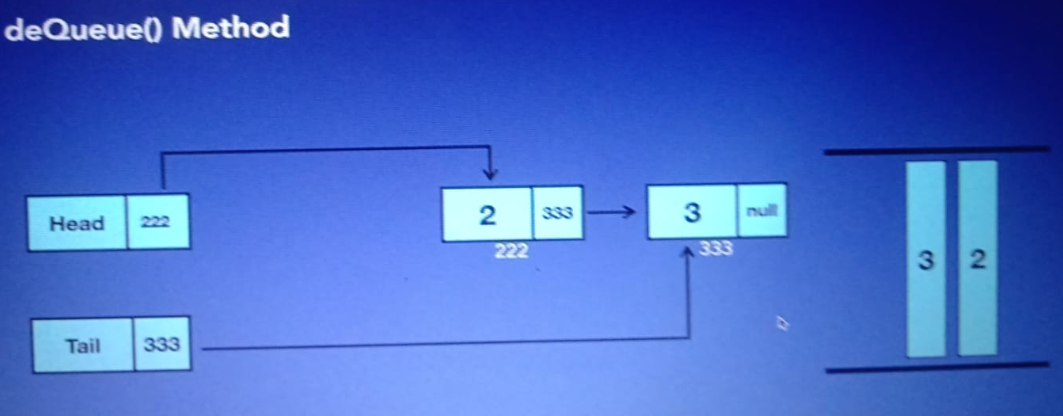 deQueue() Method
Head 222
2 333
222
3 null
333
Tail 333
3 2